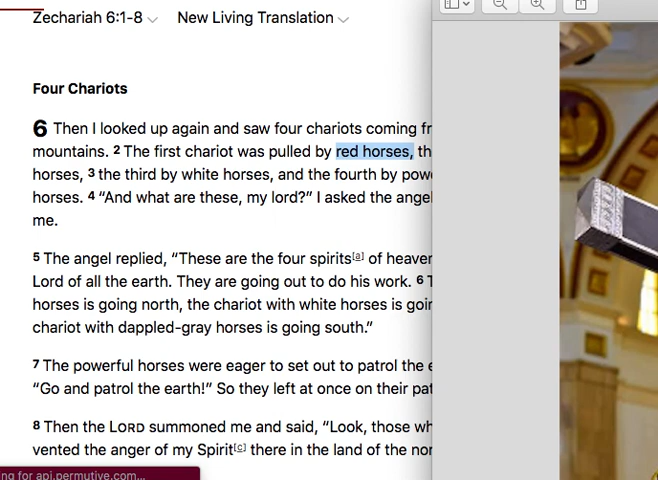 Zechariah 6:1-8 New Living Translation
Four Chariots
6 Then I looked up again and saw four chariots coming fr
mountains. 2 The first chariot was pulled by red horses, th
horses, 3 the third by white horses, and the fourth by powe
horses. 4 “And what are these, my lord?” I asked the angel
me.
5 The angel replied, “These are the four spirits[a] of heaven
Lord of all the earth. They are going out to do his work. 6 T
horses is going north, the chariot with white horses is goin
chariot with dappled-gray horses is going south.”
7 The powerful horses were eager to set out to patrol the e
“Go and patrol the earth!” So they left at once on their pat
8 Then the LORD summoned me and said, “Look, those wh
vented the anger of my Spirit[c] there in the land of the nor
ng for api.permutive.com...